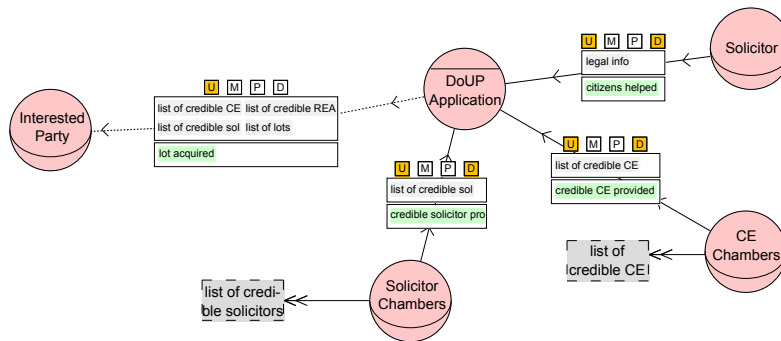 U M P D
legal info
citizens helped
Solicitor
DoUP
Application
U M P D
list of credible CE list of credible REA
list of credible sol list of lots
lot acquired
Interested
Party
U M P D
list of credible CE
credible CE provided
U M P D
list of credible sol
credible solicitor pro
CE
Chambers
list of
credible CE
Solicitor
Chambers
list of credi-
ble solicitors